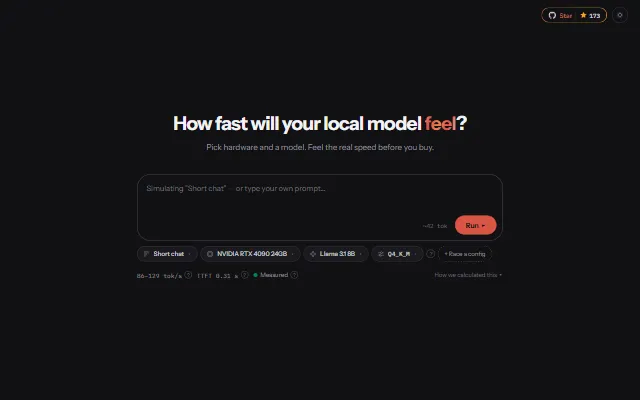 Star 173
How fast will your local model feel?
Pick hardware and a model. Feel the real speed before you buy.
Simulating "Short chat" — or type your own prompt...
~42 tok Run
Short chat NVIDIA RTX 4090 24GB Llama 3.1 8B Q4_K_M ? + Race a config
86–129 tok/s ? TTFT 0.31 s ? Measured ? How we calculated this